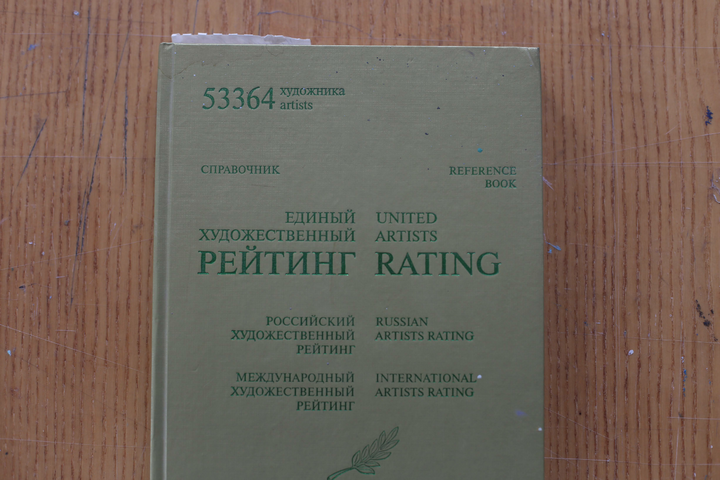 53364 художника
artists
СПРАВОЧНИК
REFERENCE
BOOK
ЕДИНЫЙ
ХУДОЖЕСТВЕННЫЙ
РЕЙТИНГ
UNITED
ARTISTS
RATING
РОССИЙСКИЙ
ХУДОЖЕСТВЕННЫЙ
РЕЙТИНГ
RUSSIAN
ARTISTS RATING
МЕЖДУНАРОДНЫЙ
ХУДОЖЕСТВЕННЫЙ
РЕЙТИНГ
INTERNATIONAL
ARTISTS RATING